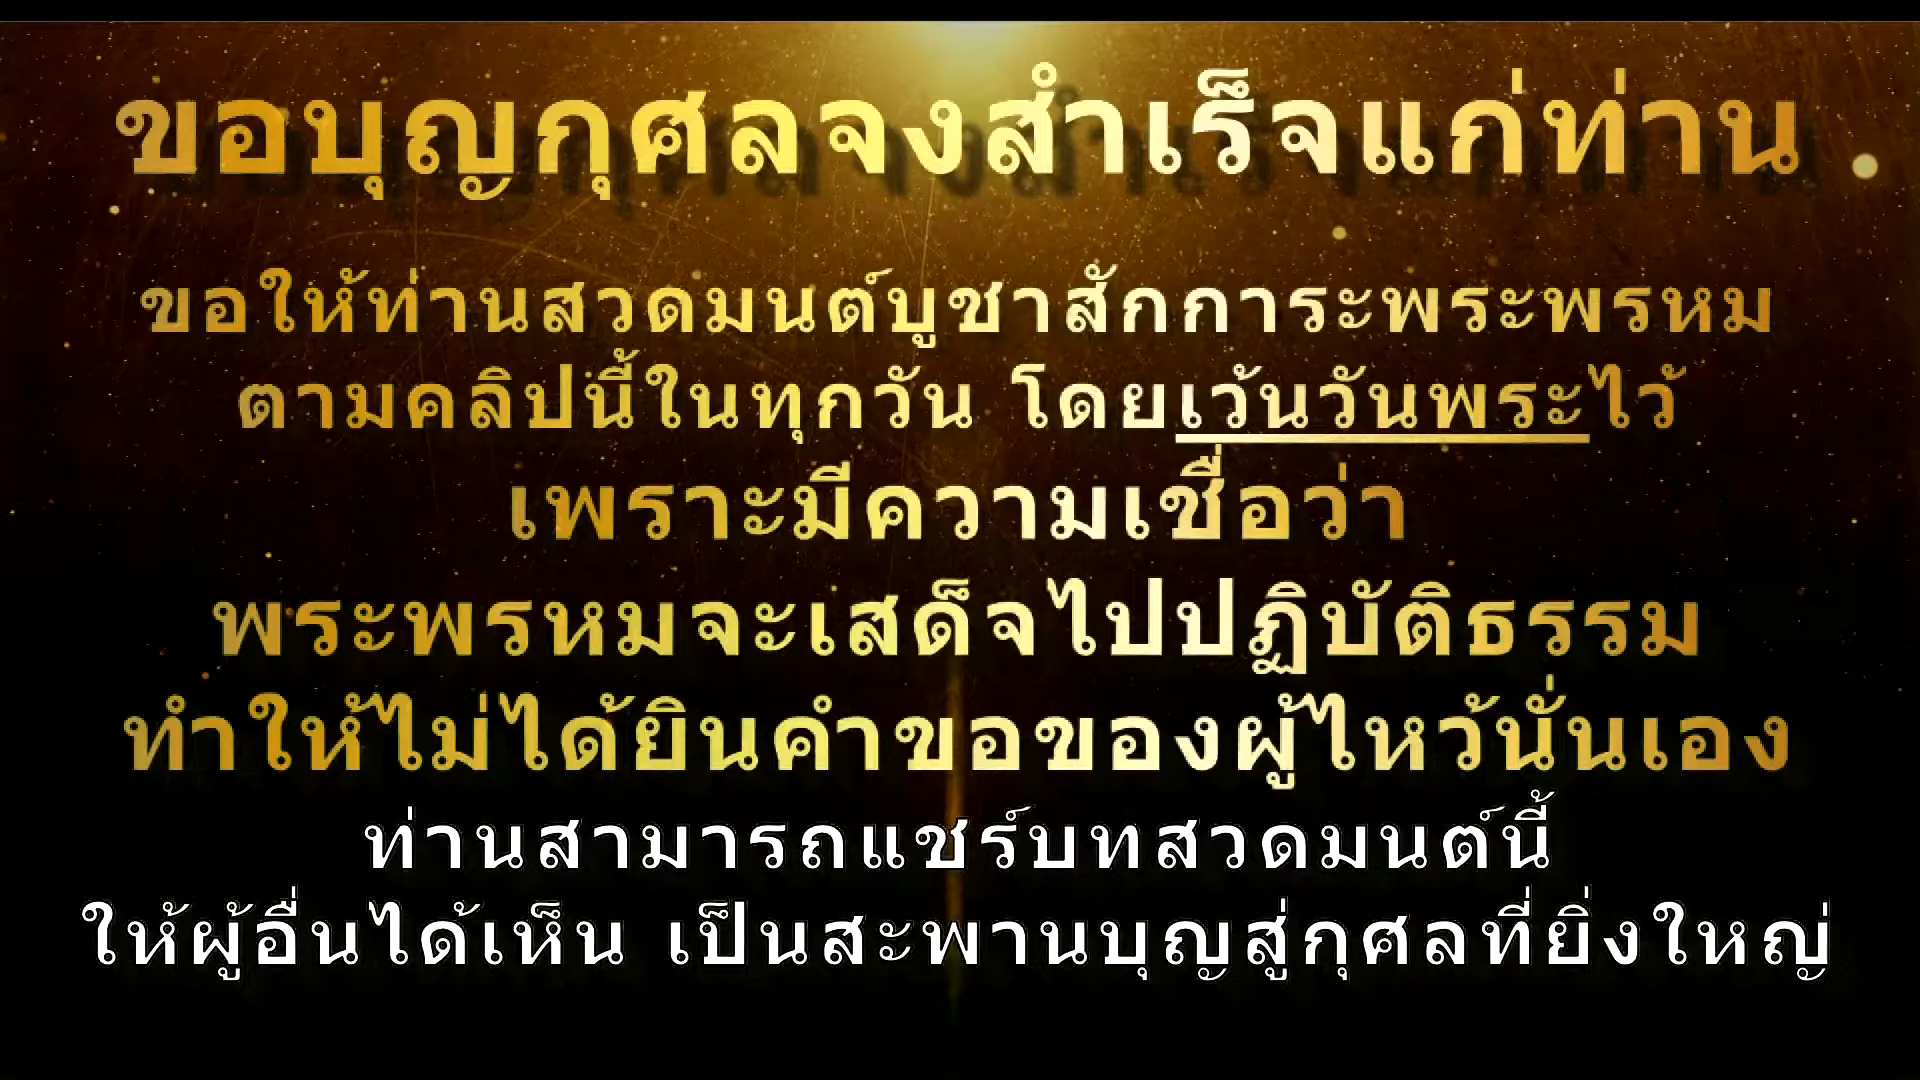 ขอบุญกุศลจงสำเร็จแก่ท่าน
ขอให้ท่านสวดมนต์บูชาสักการะพระพรหม
ตามคลิปนี้ในทุกวัน โดยเว้นวันพระไว้
เพราะมีความเชื่อว่า
พระพรหมจะเสด็จไปปฏิบัติธรรม
ทำให้ไม่ได้ยินคำขอของผู้ไหว้นั่นเอง
ท่านสามารถแชร์บทสวดมนต์นี้
ให้ผู้อื่นได้เห็น เป็นสะพานบุญสู่กุศลที่ยิ่งใหญ่